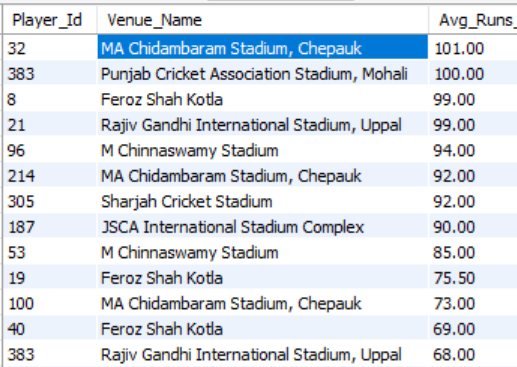 Player_Id Venue_Name Avg_Runs_
32 MA Chidambaram Stadium, Chepauk 101.00
383 Punjab Cricket Association Stadium, Mohali 100.00
8 Feroz Shah Kotla 99.00
21 Rajiv Gandhi International Stadium, Uppal 99.00
96 M Chinnaswamy Stadium 94.00
214 MA Chidambaram Stadium, Chepauk 92.00
305 Sharjah Cricket Stadium 92.00
187 JSCA International Stadium Complex 90.00
53 M Chinnaswamy Stadium 85.00
19 Feroz Shah Kotla 75.50
100 MA Chidambaram Stadium, Chepauk 73.00
40 Feroz Shah Kotla 69.00
383 Rajiv Gandhi International Stadium, Uppal 68.00